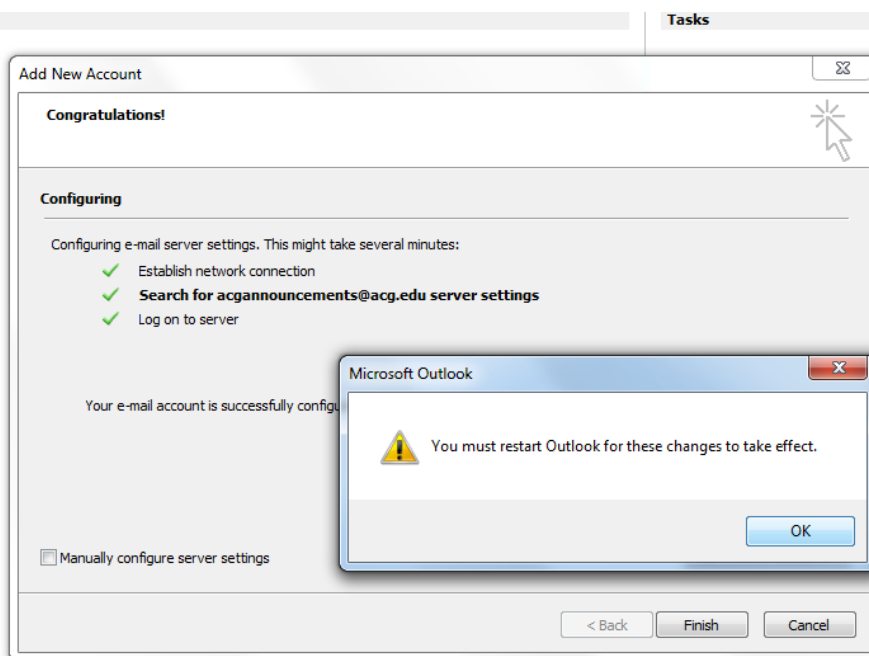 Tasks
Add New Account
Congratulations!
Configuring
Configuring e-mail server settings. This might take several minutes:
Establish network connection
Search for acgannouncements@acg.edu server settings
Log on to server
Your e-mail account is successfully
Microsoft Outlook
You must restart Outlook for these changes to take effect.
OK
Manually configure server settings
< Back Finish Cancel